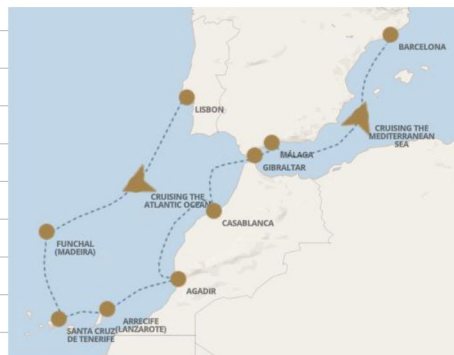 BARCELONA
LISBON
CRUISING THE
MEDITERRANEAN
SEA
MÁLAGA
GIBRALTAR
CRUISING THE
ATLANTIC OCEAN
CASABLANCA
FUNCHAL
(MADEIRA)
AGADIR
SANTA CRUZ
DE TENERIFE
ARRECIFE
(LANZAROTE)